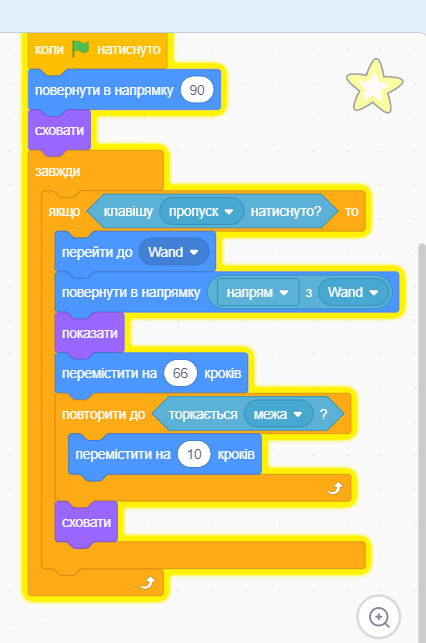 коли натиснуто
повернути в напрямку 90
сховати
завжди
якщо клавішу пропуск натиснуто? то
перейти до Wand
повернути в напрямку напрям з Wand
показати
перемістити на 66 кроків
повторити до торкається межа ?
перемістити на 10 кроків
сховати